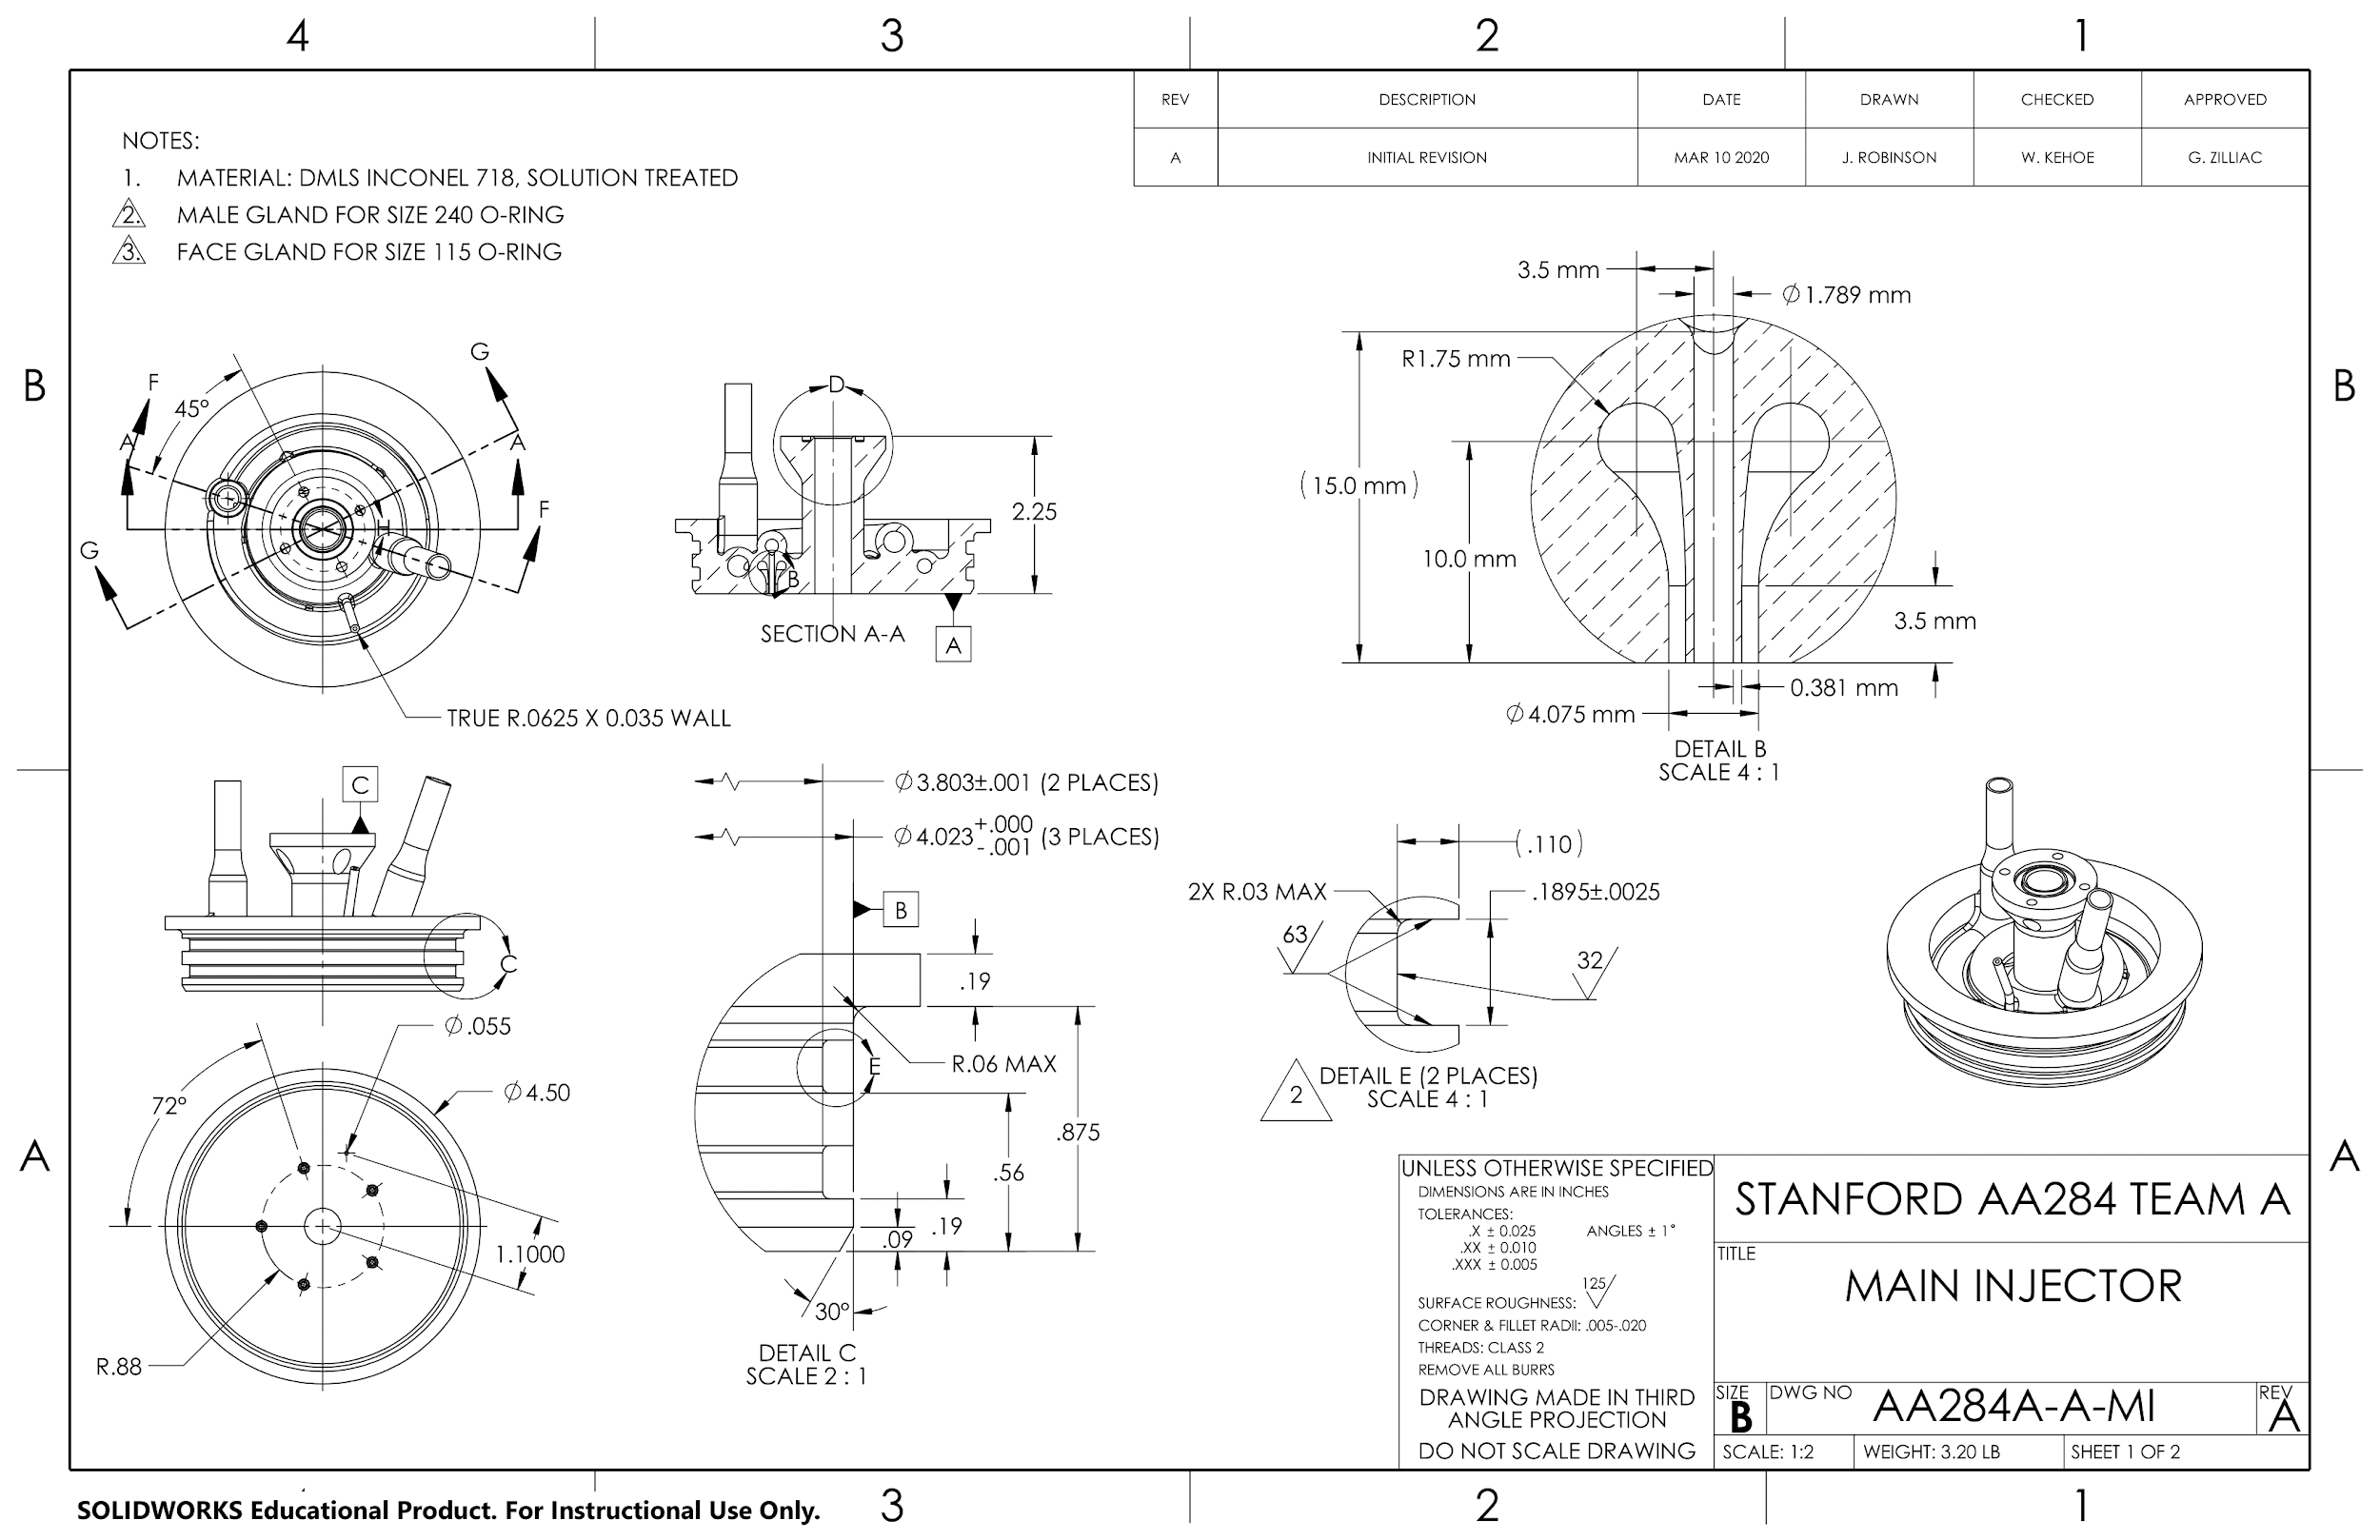 4 3 2 1
REV DESCRIPTION DATE DRAWN CHECKED APPROVED
A INITIAL REVISION MAR 10 2020 J. ROBINSON W. KEHOE G. ZILLIAC
NOTES:
1. MATERIAL: DMLS INCONEL 718, SOLUTION TREATED
2. MALE GLAND FOR SIZE 240 O-RING
3. FACE GLAND FOR SIZE 115 O-RING
B
B
G
F
45°
A
A
F
G
H
TRUE R.0625 X 0.035 WALL
D
2.25
B
SECTION A-A
A
3.5 mm
∅1.789 mm
R1.75 mm
(15.0 mm)
10.0 mm
3.5 mm
0.381 mm
∅4.075 mm
DETAIL B
SCALE 4 : 1
C
C
∅3.803±.001 (2 PLACES)
∅4.023+.000 -.001 (3 PLACES)
B
.19
R.06 MAX
E
.875
.56
.19
.09
30°
DETAIL C
SCALE 2 : 1
(.110)
2X R.03 MAX
.1895±.0025
63
32
2
DETAIL E (2 PLACES)
SCALE 4 : 1
∅.055
72°
∅4.50
1.1000
R.88
A
A
UNLESS OTHERWISE SPECIFIED
DIMENSIONS ARE IN INCHES
TOLERANCES:
.X ± 0.025 ANGLES ± 1°
.XX ± 0.010
.XXX ± 0.005
125
SURFACE ROUGHNESS:
CORNER & FILLET RADII: .005-.020
THREADS: CLASS 2
REMOVE ALL BURRS
DRAWING MADE IN THIRD
ANGLE PROJECTION
DO NOT SCALE DRAWING
STANFORD AA284 TEAM A
TITLE
MAIN INJECTOR
SIZE
B
DWG NO
AA284A-A-MI
REV
A
SCALE: 1:2 WEIGHT: 3.20 LB SHEET 1 OF 2
SOLIDWORKS Educational Product. For Instructional Use Only.
3 2 1